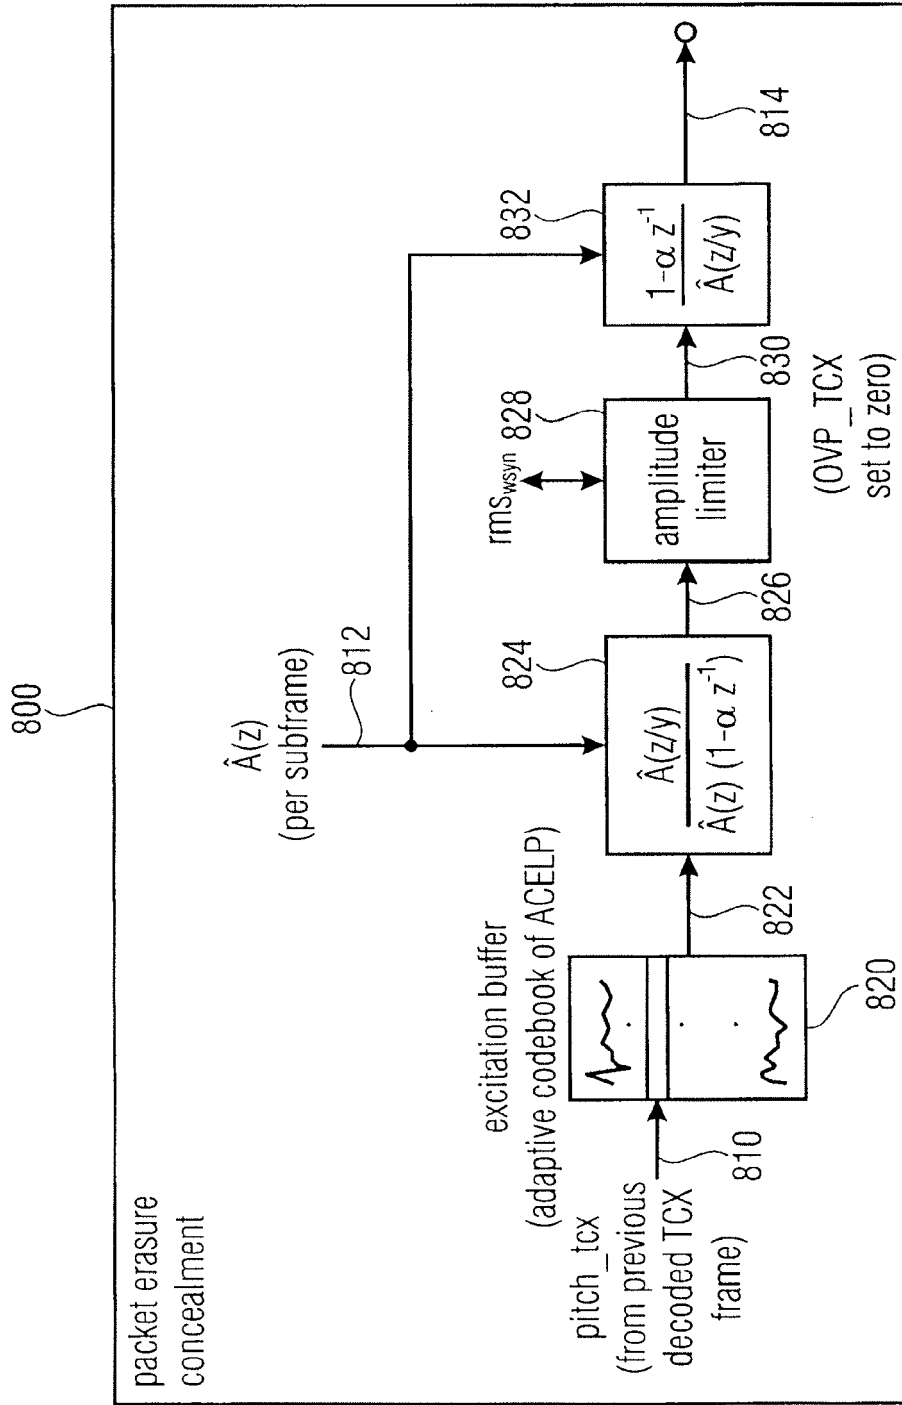 800
packet erasure
concealment
Â(z)
(per subframe)
812
excitation buffer
(adaptive codebook of ACELP)
pitch_tcx
(from previous
decoded TCX
frame)
810
820
822
824
Â(z/y)
Â(z) (1-α z⁻¹)
826
rms_wsyn
828
amplitude
limiter
830
(OVP_TCX
set to zero)
832
1-α z⁻¹
Â(z/y)
814